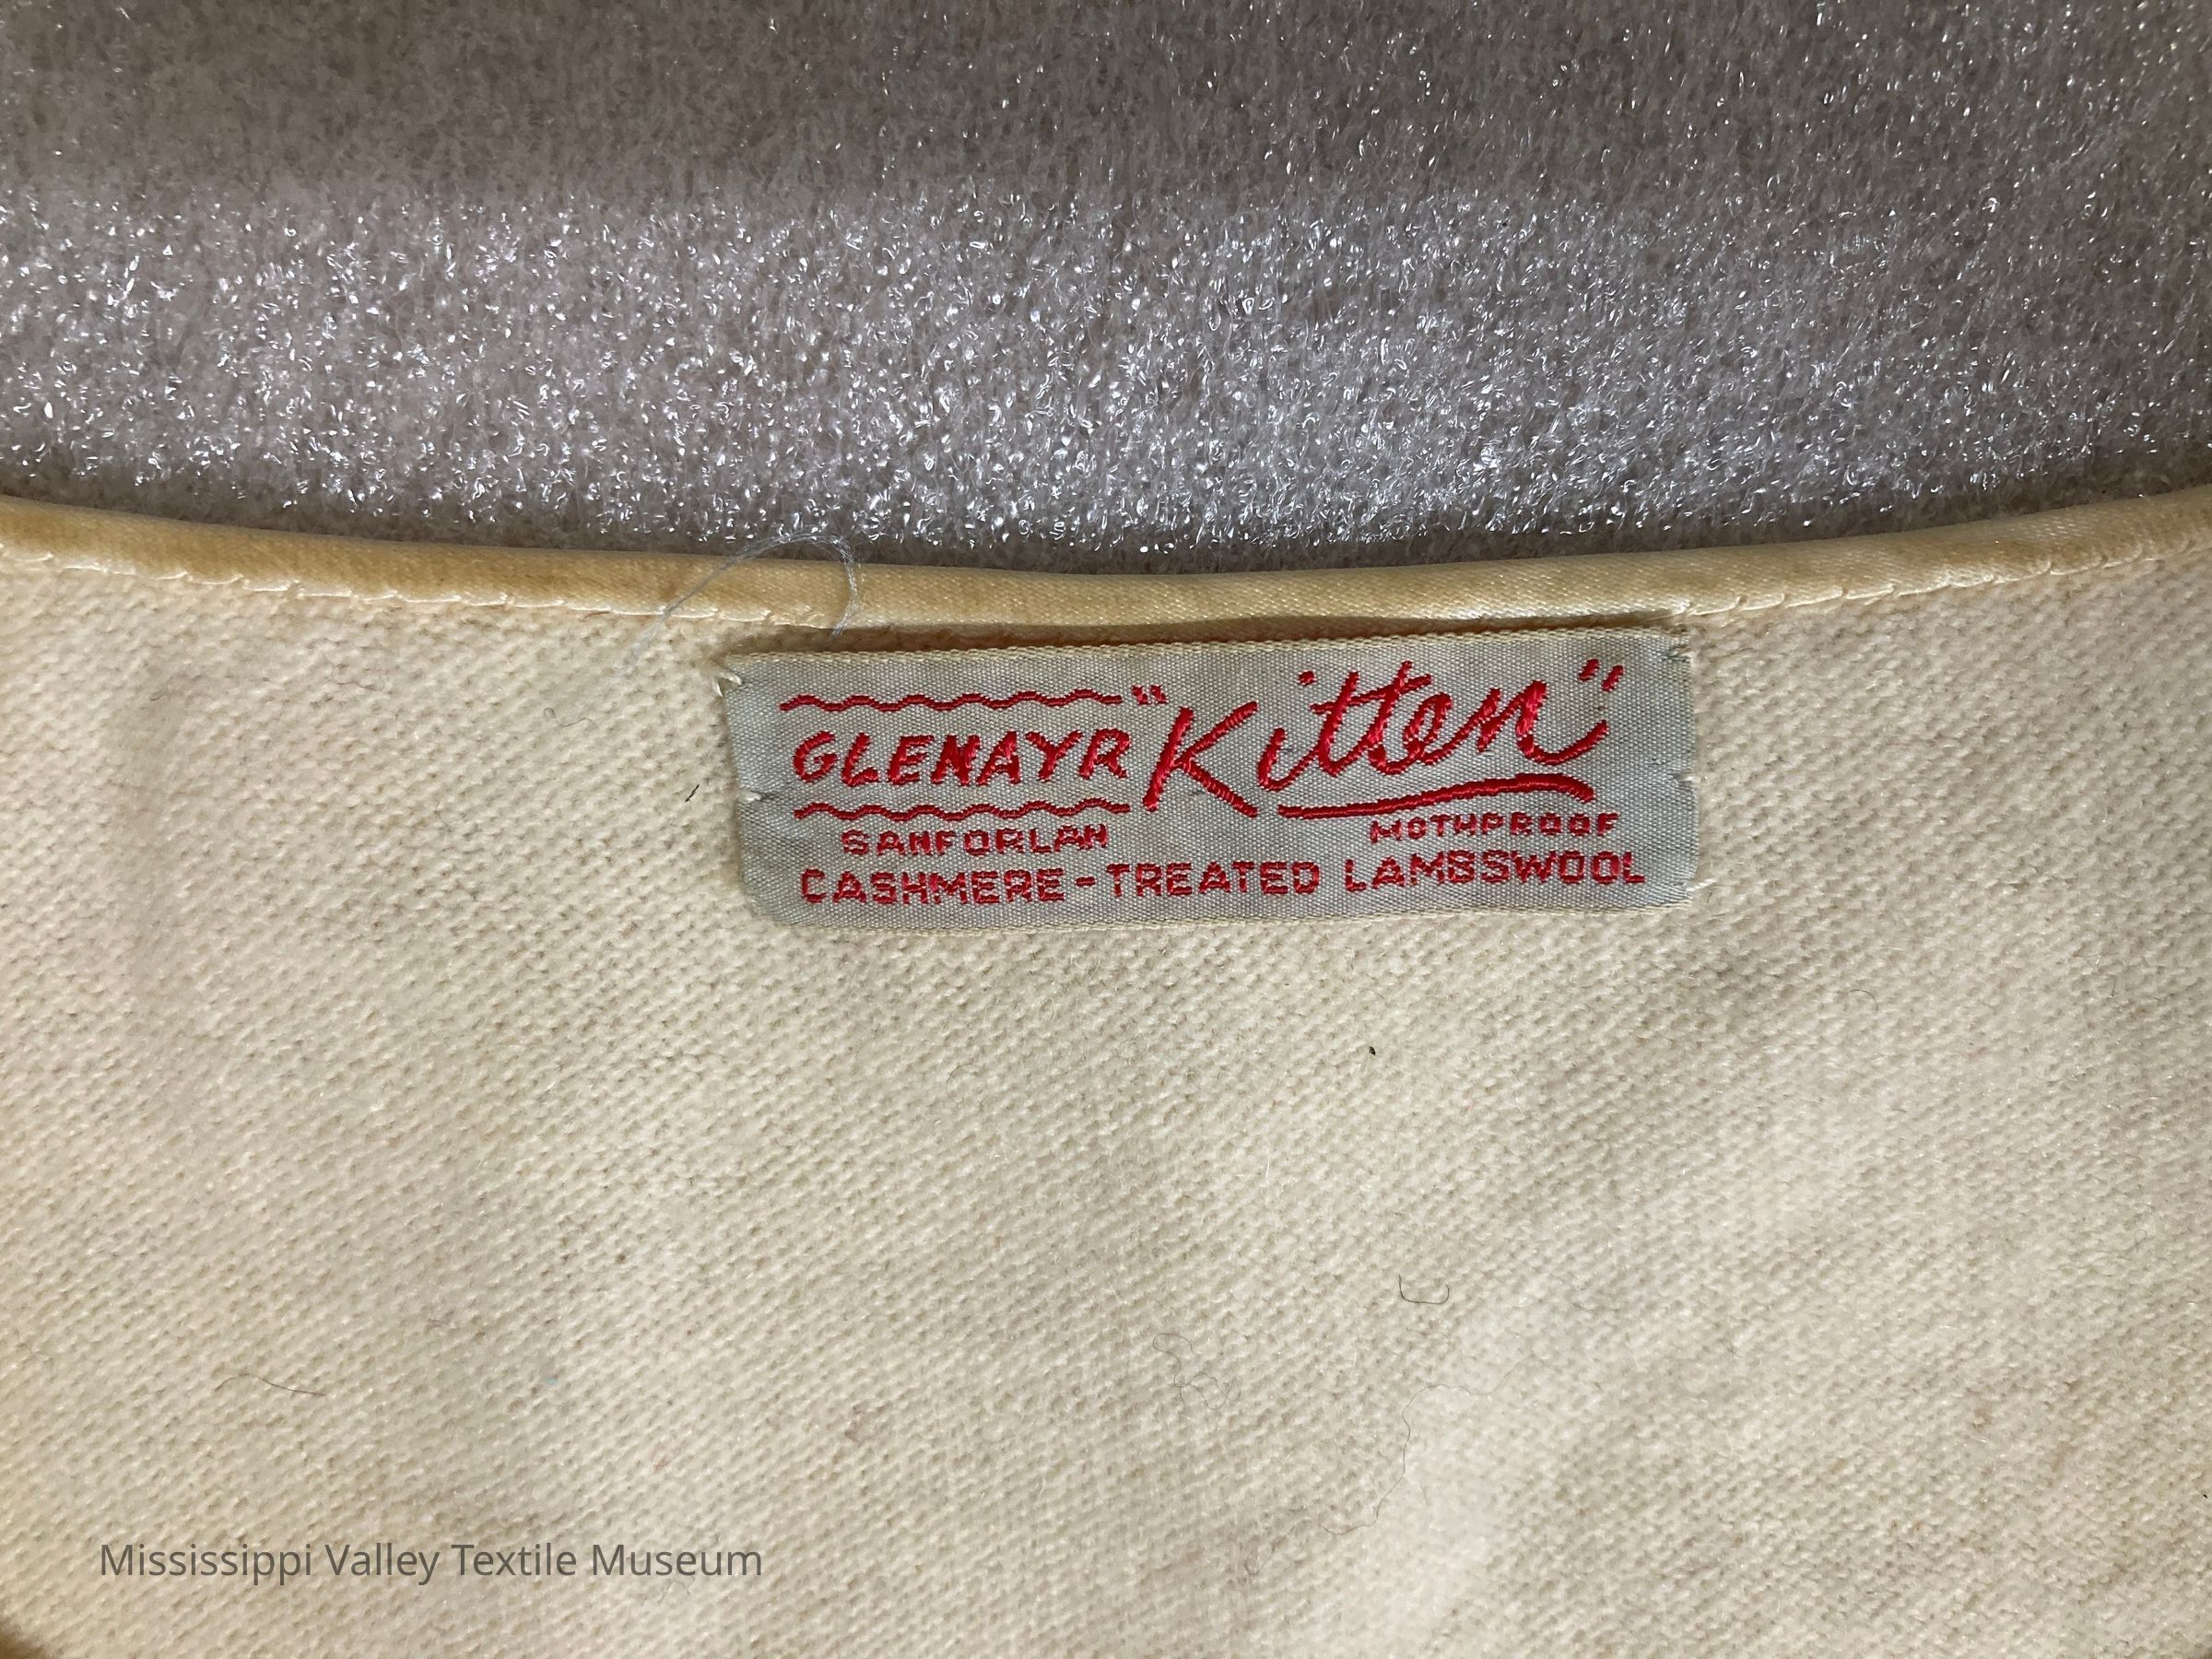 GLENAYR "Kitten"
SANFORLAN MOTHPROOF
CASHMERE-TREATED LAMBSWOOL
Mississippi Valley Textile Museum